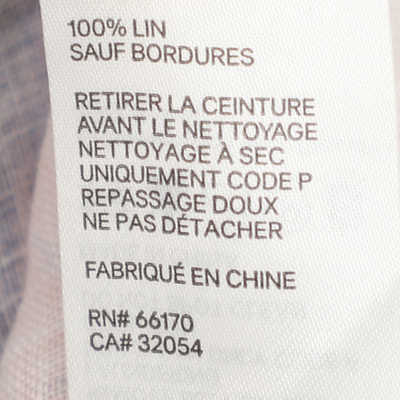 100% LIN
SAUF BORDURES
RETIRER LA CEINTURE
AVANT LE NETTOYAGE
NETTOYAGE À SEC
UNIQUEMENT CODE P
REPASSAGE DOUX
NE PAS DÉTACHER
FABRIQUÉ EN CHINE
RN# 66170
CA# 32054